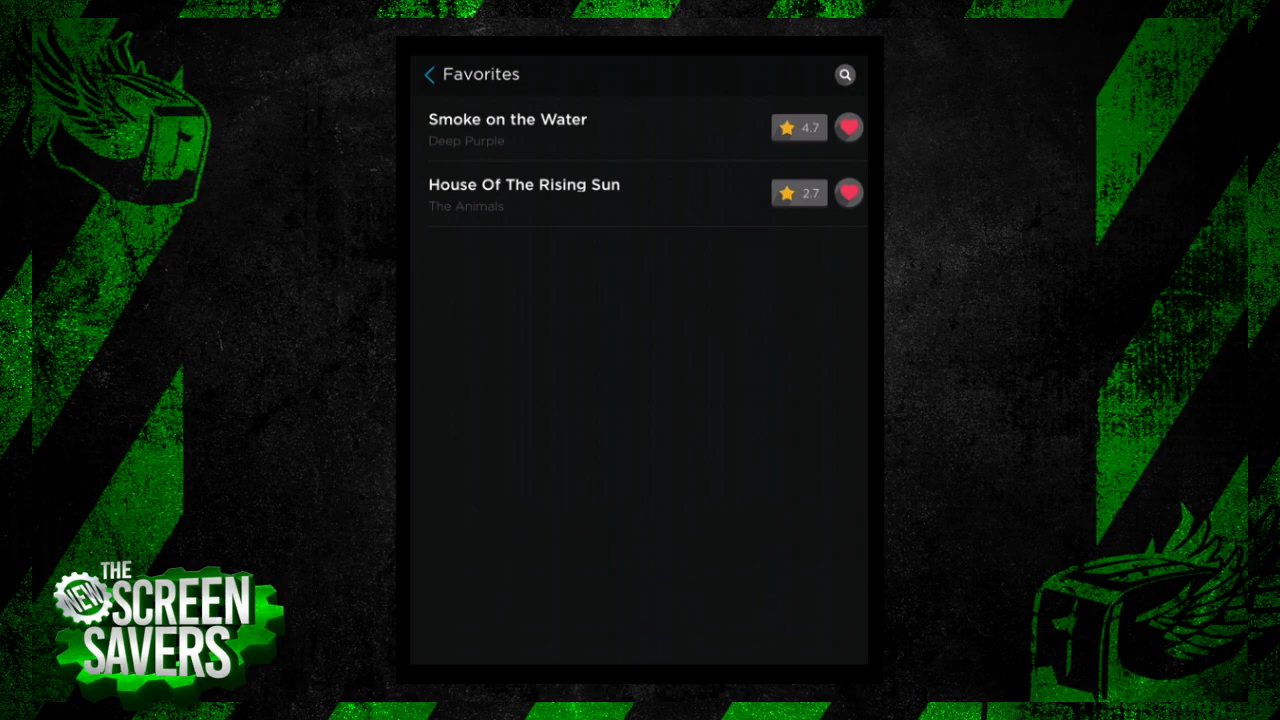 Favorites
Smoke on the Water
4.7
Deep Purple
House Of The Rising Sun
2.7
The Animals
THE
NEW
SCREEN
SAVERS